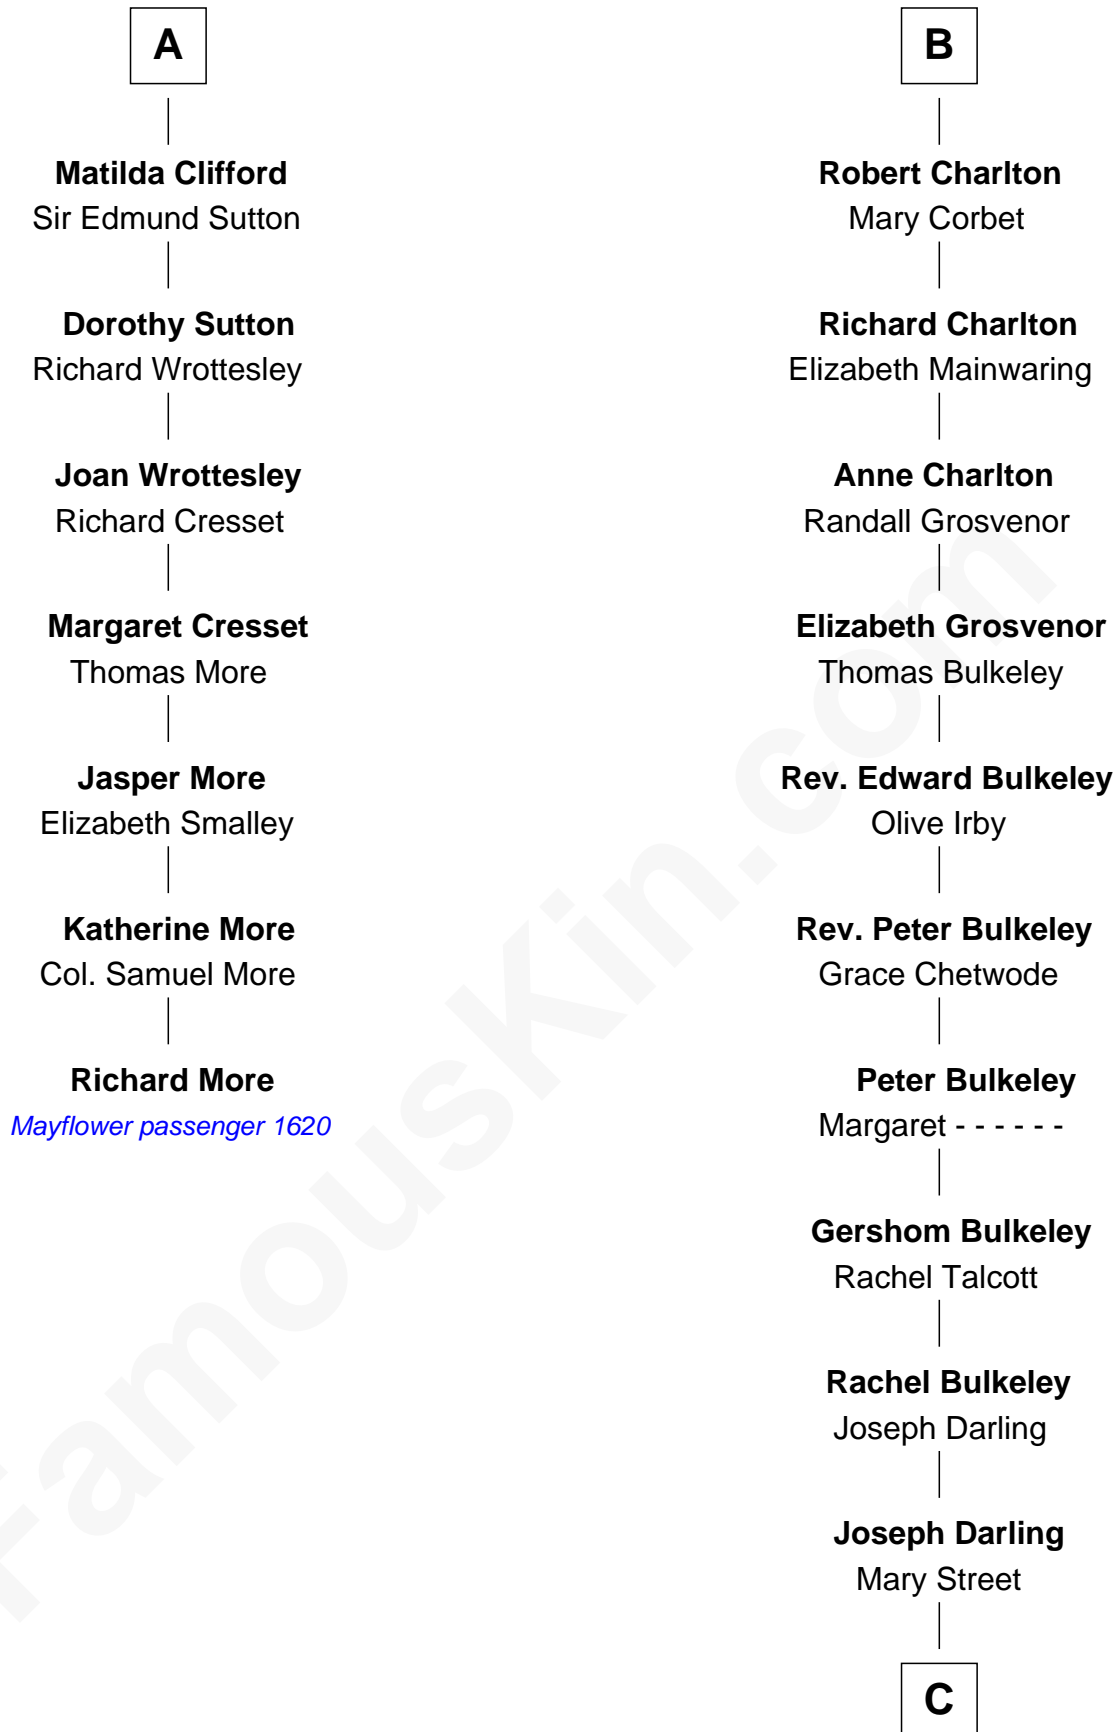 A
Matilda Clifford
Sir Edmund Sutton
Dorothy Sutton
Richard Wrottesley
Joan Wrottesley
Richard Cresset
Margaret Cresset
Thomas More
Jasper More
Elizabeth Smalley
Katherine More
Col. Samuel More
Richard More
Mayflower passenger 1620
B
Robert Charlton
Mary Corbet
Richard Charlton
Elizabeth Mainwaring
Anne Charlton
Randall Grosvenor
Elizabeth Grosvenor
Thomas Bulkeley
Rev. Edward Bulkeley
Olive Irby
Rev. Peter Bulkeley
Grace Chetwode
Peter Bulkeley
Margaret - - - - - -
Gershom Bulkeley
Rachel Talcott
Rachel Bulkeley
Joseph Darling
Joseph Darling
Mary Street
C
FamousKin.com